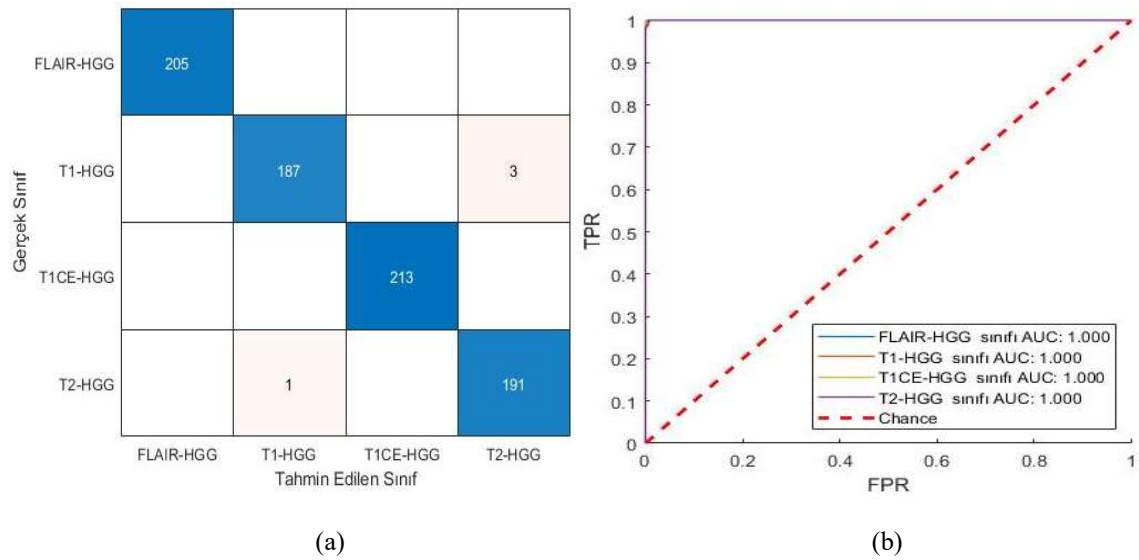 Gerçek Sınıf
FLAIR-HGG
205
T1-HGG
187
3
T1CE-HGG
213
T2-HGG
1
191
FLAIR-HGG T1-HGG T1CE-HGG T2-HGG
Tahmin Edilen Sınıf
(a)
TPR
1
0.9
0.8
0.7
0.6
0.5
0.4
0.3
0.2
0.1
0
0 0.2 0.4 0.6 0.8 1
FPR
FLAIR-HGG sınıfı AUC: 1.000
T1-HGG sınıfı AUC: 1.000
T1CE-HGG sınıfı AUC: 1.000
T2-HGG sınıfı AUC: 1.000
Chance
(b)